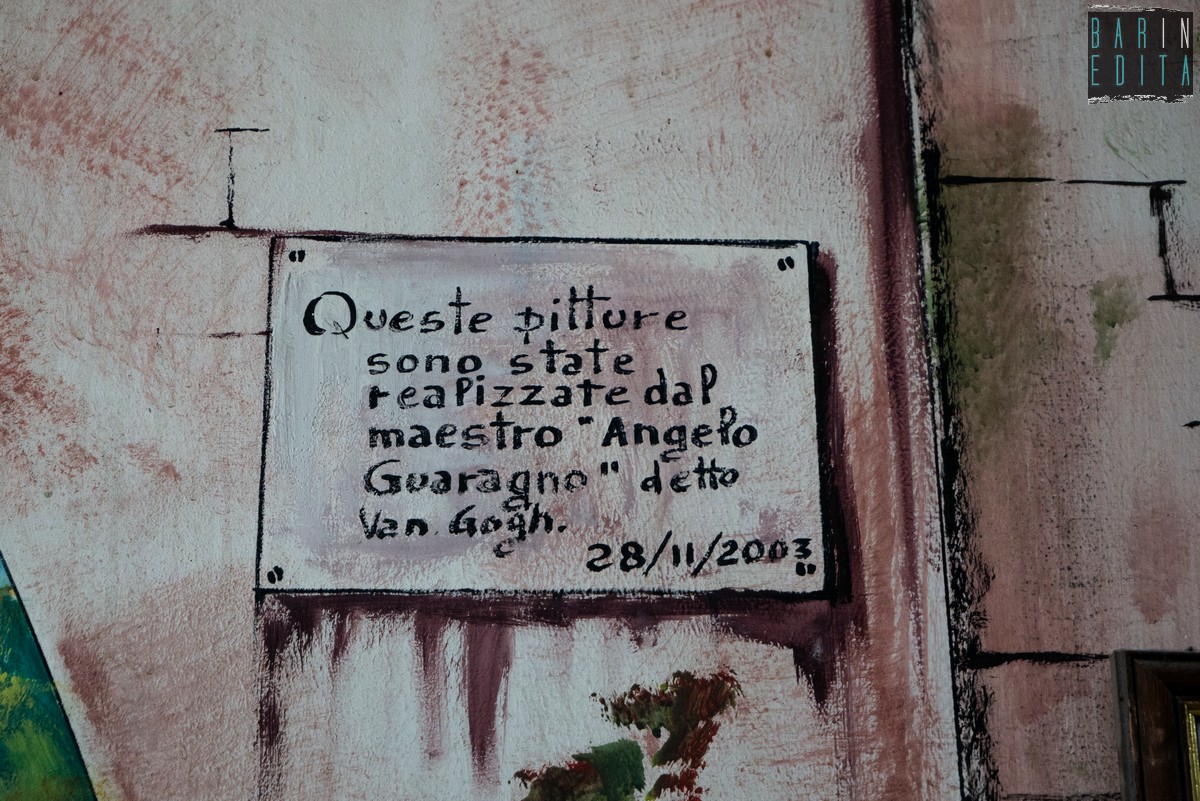 BARIN
EDITA
Queste pitture
sono state
realizzate dal
maestro "Angelo
Guaragno" detto
Van Gogh.
28/11/2003